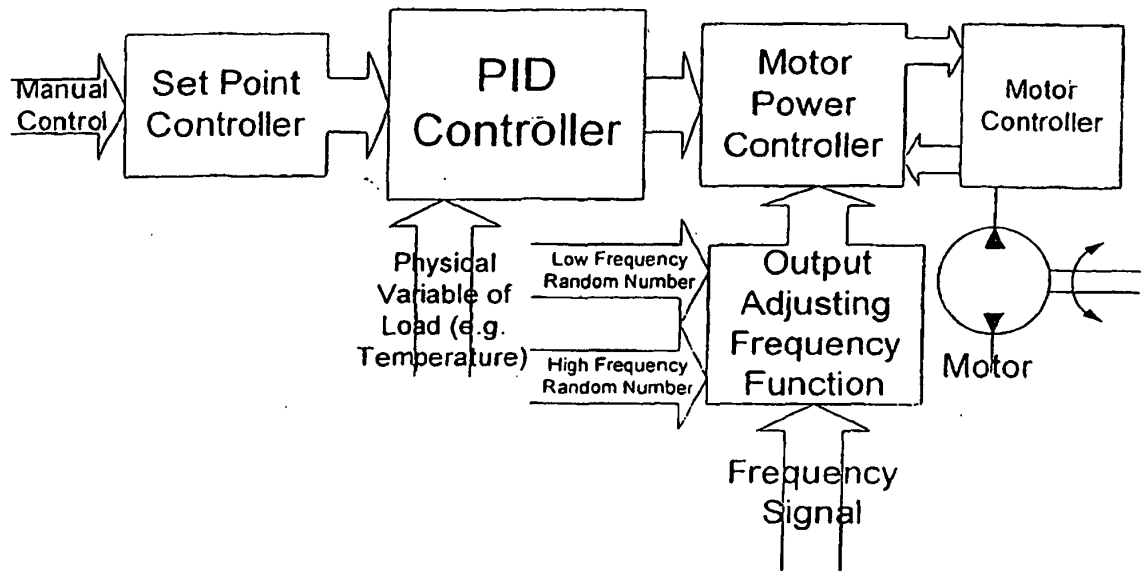 Manual
Control
Set Point
Controller
PID
Controller
Motor
Power
Controller
Motor
Controller
Physical
Variable of
Load (e.g.
Temperature)
Low Frequency
Random Number
High Frequency
Random Number
Output
Adjusting
Frequency
Function
Motor
Frequency
Signal